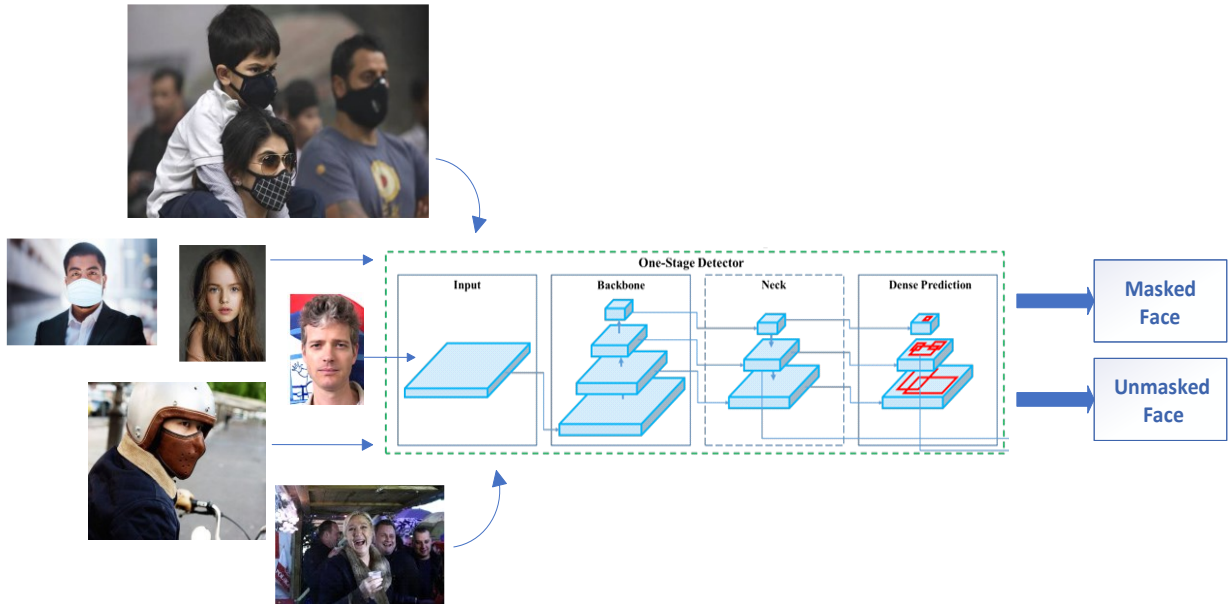 One-Stage Detector
Input
Backbone
Neck
Dense Prediction
Masked
Face
Unmasked
Face